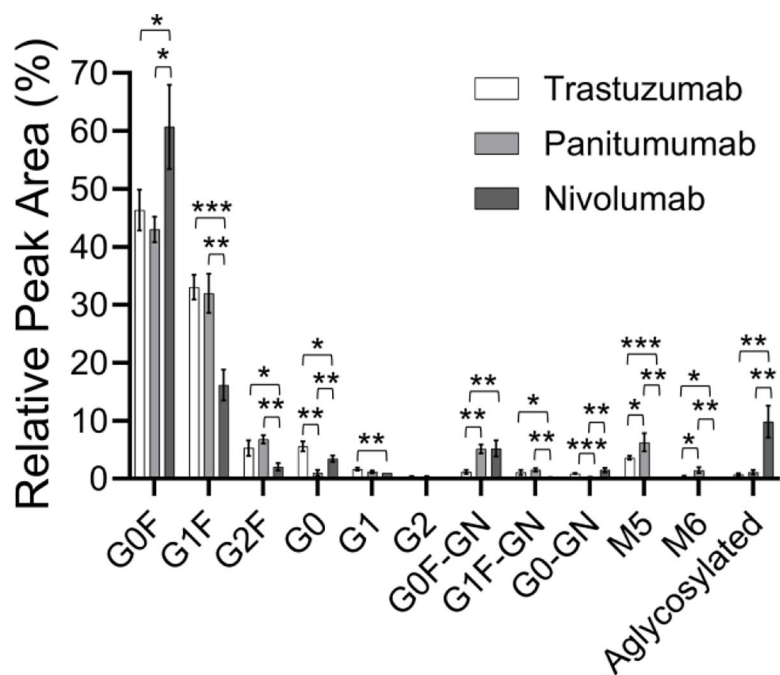 Relative Peak Area (%)
70
60
50
40
30
20
10
0
Trastuzumab
Panitumumab
Nivolumab
*
*
***
**
*
**
*
**
**
**
**
**
*
**
**
***
***
**
*
*
**
*
**
**
G0F
G1F
G2F
G0
G1
G2
G0F-GN
G1F-GN
G0-GN
M5
M6
Aglycosylated